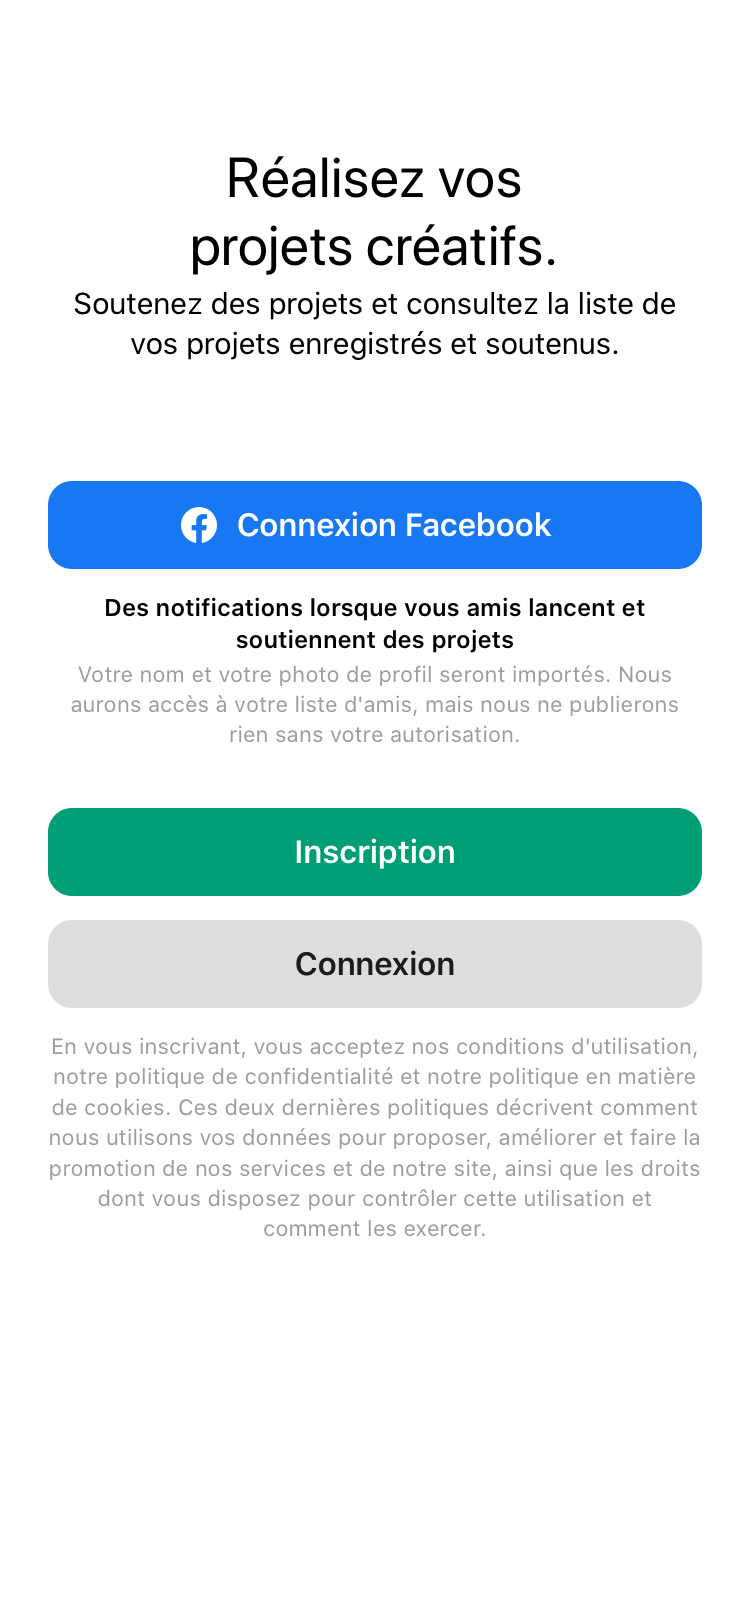 Réalisez vos
projets créatifs.
Soutenez des projets et consultez la liste de
vos projets enregistrés et soutenus.
Connexion Facebook
Des notifications lorsque vous amis lancent et
soutiennent des projets
Votre nom et votre photo de profil seront importés. Nous
aurons accès à votre liste d'amis, mais nous ne publierons
rien sans votre autorisation.
Inscription
Connexion
En vous inscrivant, vous acceptez nos conditions d'utilisation,
notre politique de confidentialité et notre politique en matière
de cookies. Ces deux dernières politiques décrivent comment
nous utilisons vos données pour proposer, améliorer et faire la
promotion de nos services et de notre site, ainsi que les droits
dont vous disposez pour contrôler cette utilisation et
comment les exercer.